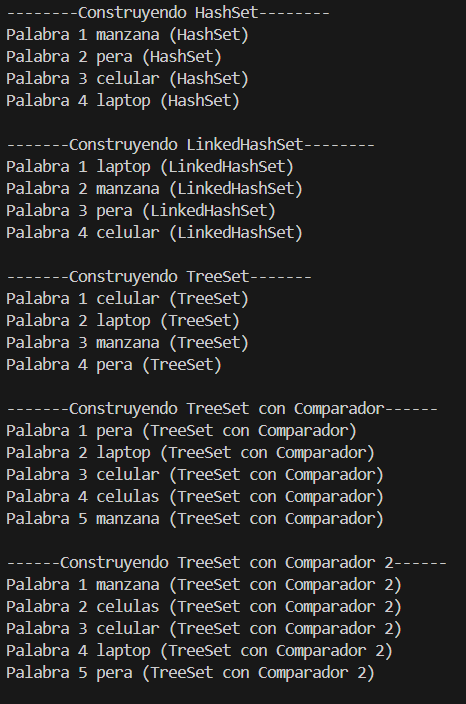 --------Construyendo HashSet--------
Palabra 1 manzana (HashSet)
Palabra 2 pera (HashSet)
Palabra 3 celular (HashSet)
Palabra 4 laptop (HashSet)

-------Construyendo LinkedHashSet--------
Palabra 1 laptop (LinkedHashSet)
Palabra 2 manzana (LinkedHashSet)
Palabra 3 pera (LinkedHashSet)
Palabra 4 celular (LinkedHashSet)

-------Construyendo TreeSet-------
Palabra 1 celular (TreeSet)
Palabra 2 laptop (TreeSet)
Palabra 3 manzana (TreeSet)
Palabra 4 pera (TreeSet)

-------Construyendo TreeSet con Comparador------
Palabra 1 pera (TreeSet con Comparador)
Palabra 2 laptop (TreeSet con Comparador)
Palabra 3 celular (TreeSet con Comparador)
Palabra 4 celulas (TreeSet con Comparador)
Palabra 5 manzana (TreeSet con Comparador)

------Construyendo TreeSet con Comparador 2------
Palabra 1 manzana (TreeSet con Comparador 2)
Palabra 2 celulas (TreeSet con Comparador 2)
Palabra 3 celular (TreeSet con Comparador 2)
Palabra 4 laptop (TreeSet con Comparador 2)
Palabra 5 pera (TreeSet con Comparador 2)